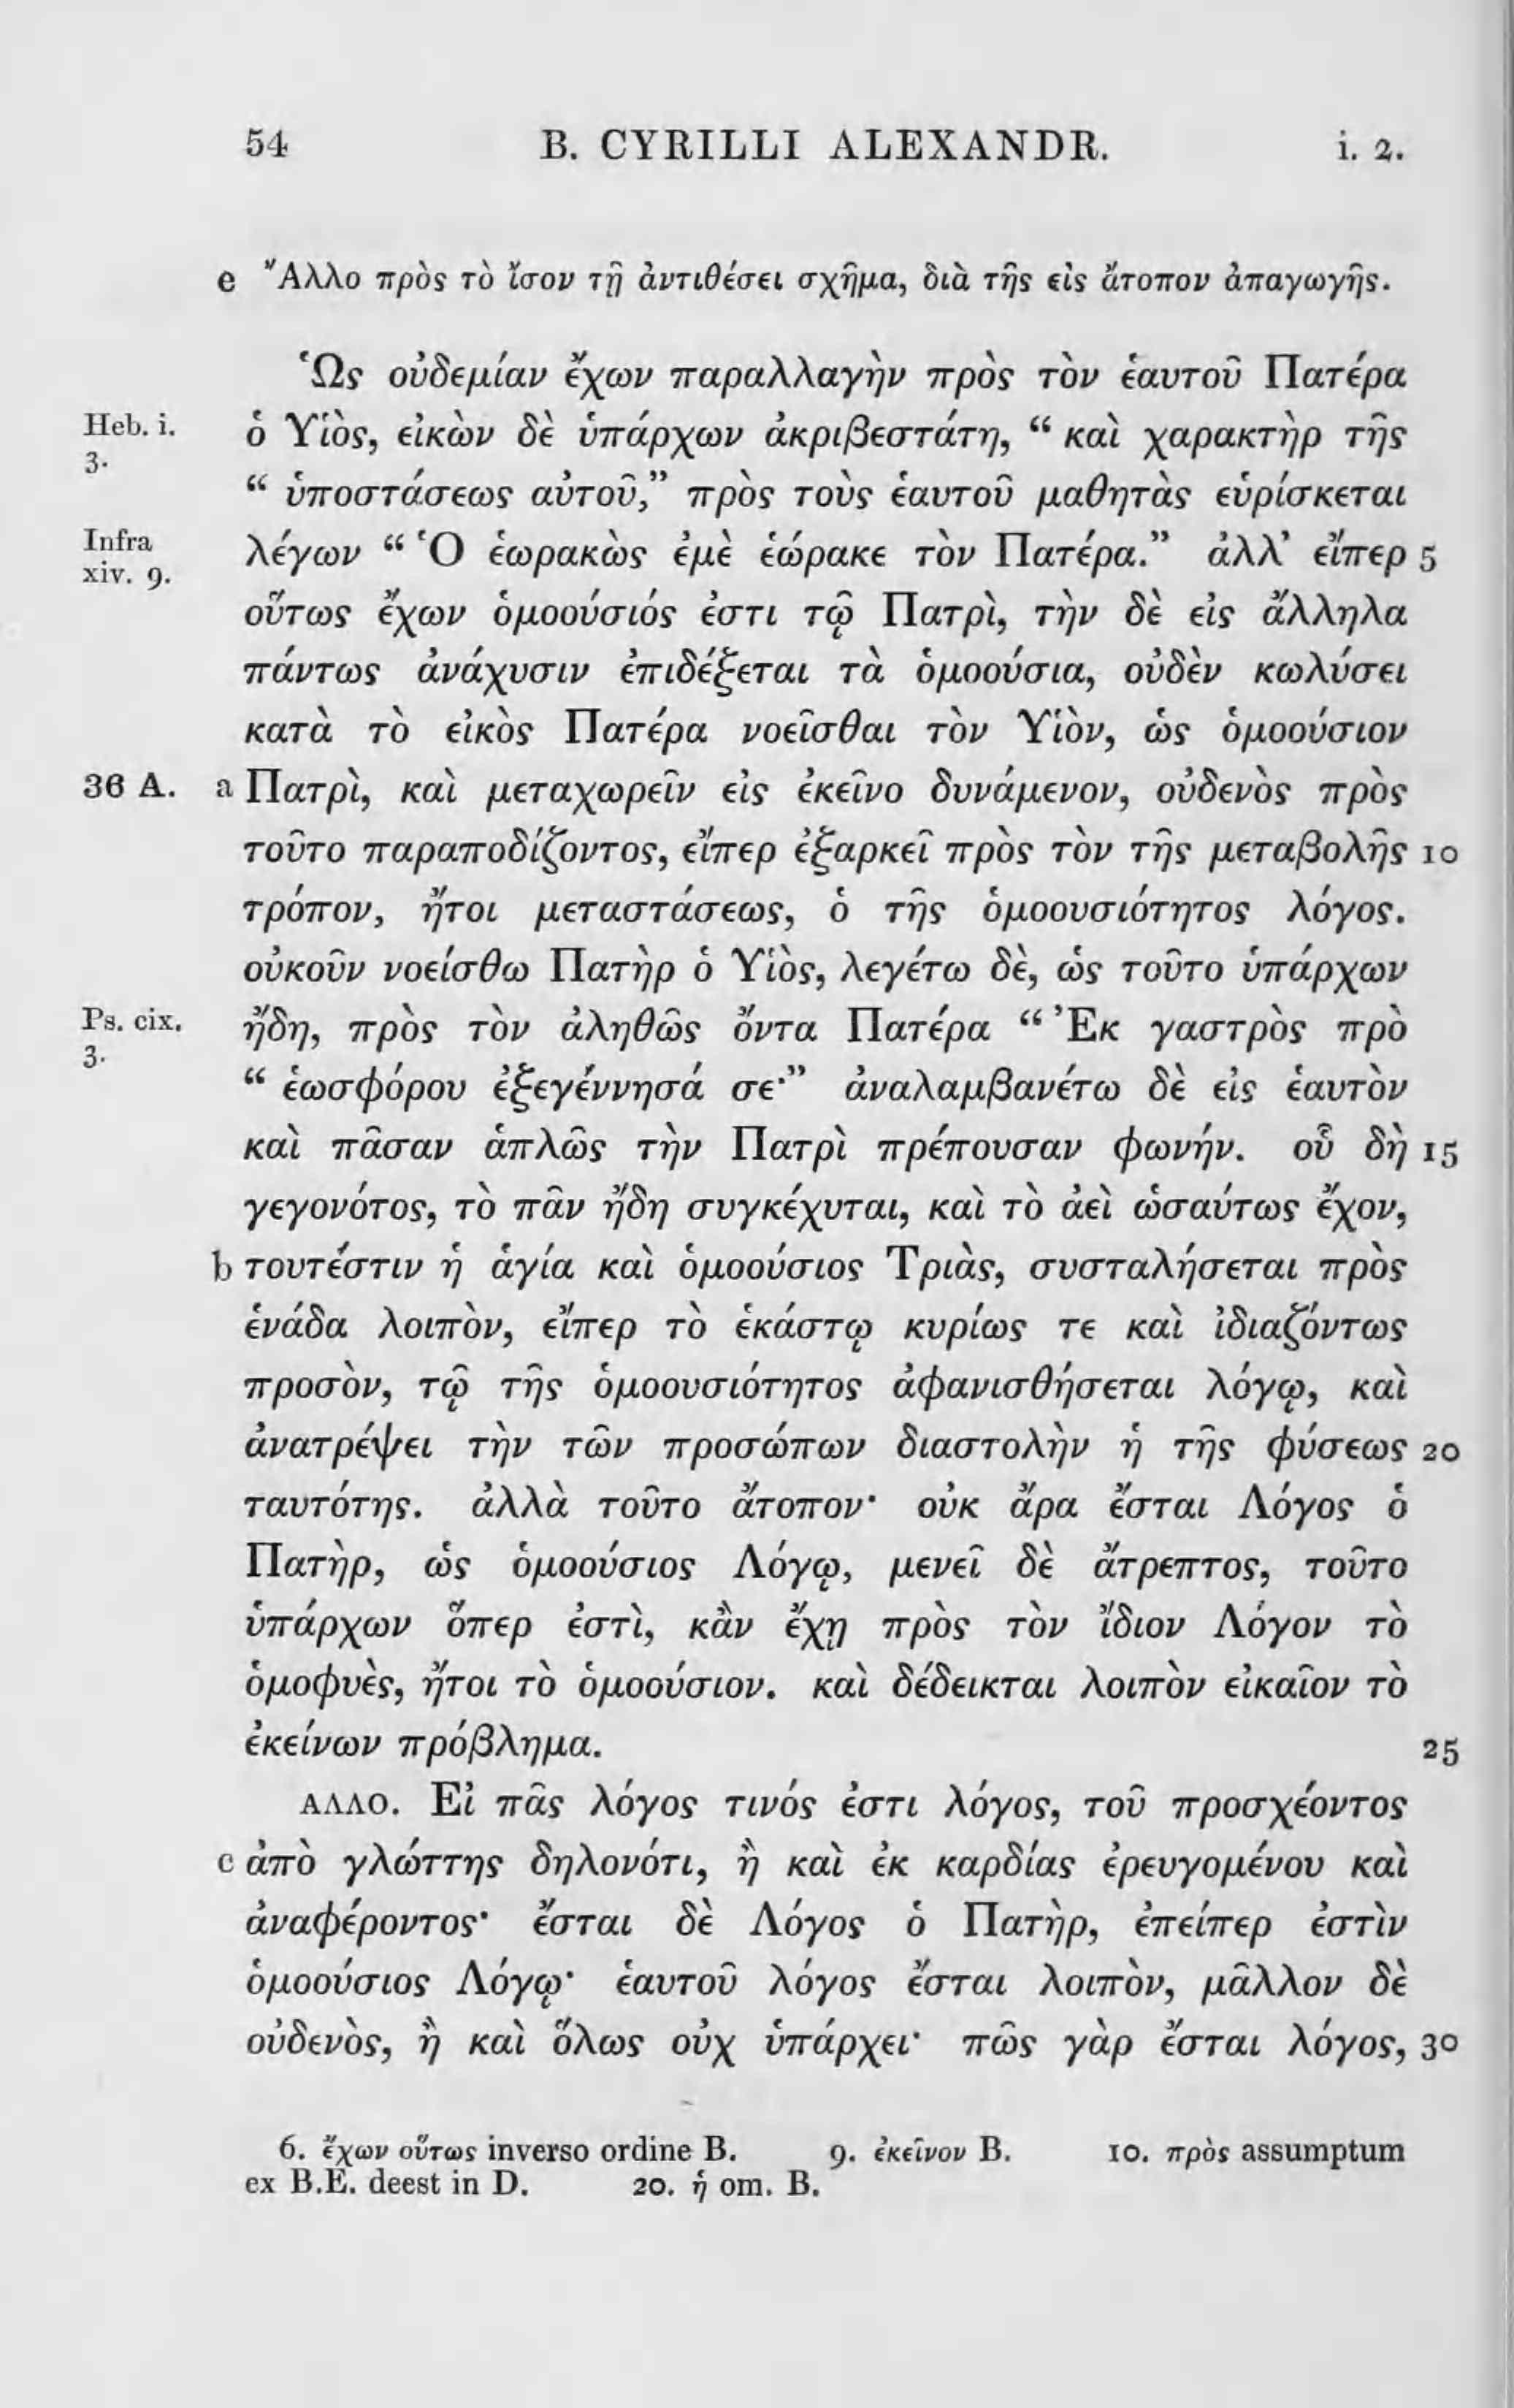 54 B. CYRILLI ALEXANDR. i. 2.
e Ἄλλο πρὸς τὸ ἴσον τῇ ἀντιθέσει σχῆμα, διὰ τῆς εἰς ἄτοπον ἀπαγωγῆς.
Ὡς οὐδεμίαν ἔχων παραλλαγὴν πρὸς τὸν ἑαυτοῦ Πατέρα
Heb. i. ὁ Υἱὸς, εἰκὼν δὲ ὑπάρχων ἀκριβεστάτη, “ καὶ χαρακτὴρ τῆς
3. “ ὑποστάσεως αὐτοῦ,” πρὸς τοὺς ἑαυτοῦ μαθητὰς εὑρίσκεται
Infra xiv. 9. λέγων “ Ὁ ἑωρακὼς ἐμὲ ἑώρακε τὸν Πατέρα.” ἀλλ’ εἴπερ 5
οὕτως ἔχων ὁμοούσιός ἐστι τῷ Πατρὶ, τὴν δὲ εἰς ἄλληλα
πάντως ἀνάχυσιν ἐπιδέξεται τὰ ὁμοούσια, οὐδὲν κωλύσει
κατὰ τὸ εἰκὸς Πατέρα νοεῖσθαι τὸν Υἱὸν, ὡς ὁμοούσιον
36 A. a Πατρὶ, καὶ μεταχωρεῖν εἰς ἐκεῖνο δυνάμενον, οὐδενὸς πρὸς
τοῦτο παραποδίζοντος, εἴπερ ἐξαρκεῖ πρὸς τὸν τῆς μεταβολῆς 10
τρόπον, ἤτοι μεταστάσεως, ὁ τῆς ὁμοουσιότητος λόγος.
οὐκοῦν νοείσθω Πατὴρ ὁ Υἱὸς, λεγέτω δὲ, ὡς τοῦτο ὑπάρχων
Ps. cix. ἤδη, πρὸς τὸν ἀληθῶς ὄντα Πατέρα “ Ἐκ γαστρὸς πρὸ
3. “ ἑωσφόρου ἐξεγέννησά σε·” ἀναλαμβανέτω δὲ εἰς ἑαυτὸν
καὶ πᾶσαν ἁπλῶς τὴν Πατρὶ πρέπουσαν φωνήν. οὗ δὴ 15
γεγονότος, τὸ πᾶν ἤδη συγκέχυται, καὶ τὸ ἀεὶ ὡσαύτως ἔχον,
b τουτέστιν ἡ ἁγία καὶ ὁμοούσιος Τριὰς, συσταλήσεται πρὸς
ἑνάδα λοιπὸν, εἴπερ τὸ ἑκάστῳ κυρίως τε καὶ ἰδιαζόντως
προσὸν, τῷ τῆς ὁμοουσιότητος ἀφανισθήσεται λόγῳ, καὶ
ἀνατρέψει τὴν τῶν προσώπων διαστολὴν ἡ τῆς φύσεως 20
ταυτότης. ἀλλὰ τοῦτο ἄτοπον· οὐκ ἄρα ἔσται Λόγος ὁ
Πατὴρ, ὡς ὁμοούσιος Λόγῳ, μενεῖ δὲ ἄτρεπτος, τοῦτο
ὑπάρχων ὅπερ ἐστὶ, κἂν ἔχῃ πρὸς τὸν ἴδιον Λόγον τὸ
ὁμοφυὲς, ἤτοι τὸ ὁμοούσιον. καὶ δέδεικται λοιπὸν εἰκαῖον τὸ
ἐκείνων πρόβλημα. 25
ΑΛΛΟ. Εἰ πᾶς λόγος τινός ἐστι λόγος, τοῦ προσχέοντος
c ἀπὸ γλώττης δηλονότι, ἢ καὶ ἐκ καρδίας ἐρευγομένου καὶ
ἀναφέροντος· ἔσται δὲ Λόγος ὁ Πατὴρ, ἐπείπερ ἐστὶν
ὁμοούσιος Λόγῳ· ἑαυτοῦ λόγος ἔσται λοιπὸν, μᾶλλον δὲ
οὐδενὸς, ἢ καὶ ὅλως οὐχ ὑπάρχει· πῶς γὰρ ἔσται λόγος, 30
6. ἔχων οὕτως inverso ordine B. 9. ἐκεῖνον B. 10. πρὸς assumptum
ex B.E. deest in D. 20. ἡ om. B.